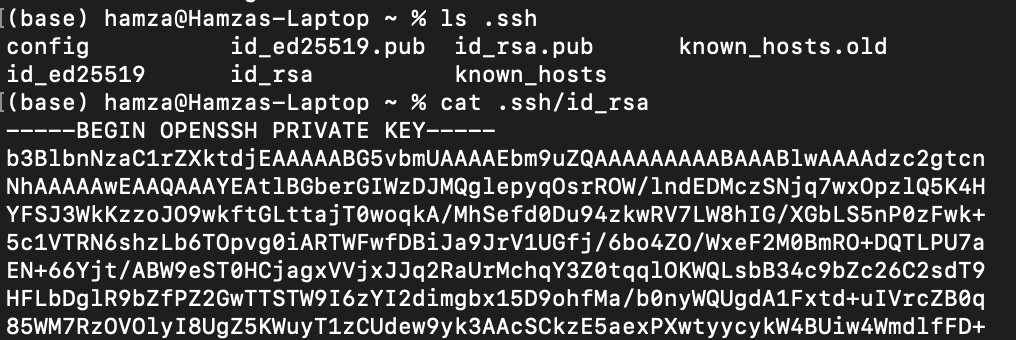 (base) hamza@Hamzas-Laptop ~ % ls .ssh
config id_ed25519.pub id_rsa.pub known_hosts.old
id_ed25519 id_rsa known_hosts
(base) hamza@Hamzas-Laptop ~ % cat .ssh/id_rsa
-----BEGIN OPENSSH PRIVATE KEY-----
b3BlbnNzaC1rZXktdjEAAAAABG5vbmUAAAAEbm9uZQAAAAAAAAABAAABlwAAAAdzc2gtcn
NhAAAAAwEAAQAAAYEAtlBGberGIWzDJMQglepyqOsrROW/lndEDMczSNjq7wxOpzlQ5K4H
YFSJ3WkKzzoJO9wkftGLttajT0woqkA/MhSefd0Du94zkwRV7LW8hIG/XGbLS5nP0zFwk+
5c1VTRN6shzLb6TOpvg0iARTWFwfDBiJa9JrV1UGfj/6bo4ZO/WxeF2M0BmRO+DQTLPU7a
EN+66Yjt/ABW9eST0HCjagxVVjxJJq2RaUrMchqY3Z0tqqlOKWQLsbB34c9bZc26C2sdT9
HFLbDglR9bZfPZ2GwTTSTW9I6zYI2dimgbx15D9ohfMa/b0nyWQUgdA1Fxtd+uIVrcZB0q
85WM7RzOVOlyI8UgZ5KWuyT1zCUdew9yk3AAcSCkzE5aexPXwtyycykW4BUiw4WmdlfFD+